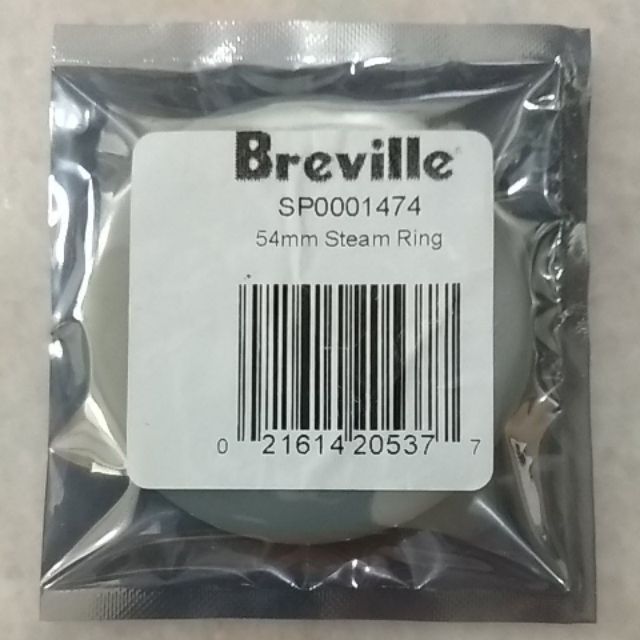 Breville
SP0001474
54mm Steam Ring
0 21614 20537 7